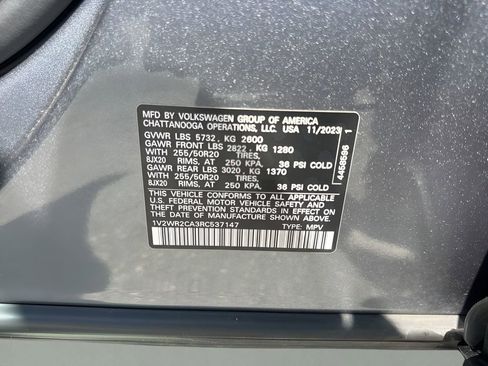 MFD BY VOLKSWAGEN GROUP OF AMERICA
CHATTANOOGA OPERATIONS, LLC. USA 11/2023
GVWR LBS 5732, KG 2600
GAWR FRONT LBS 2822, KG 1280
WITH 255/50R20 TIRES,
8JX20 RIMS, AT 250 KPA, 36 PSI COLD
GAWR REAR LBS 3020, KG 1370
WITH 255/50R20 TIRES,
8JX20 RIMS, AT 250 KPA, 36 PSI COLD
THIS VEHICLE CONFORMS TO ALL APPLICABLE
U.S. FEDERAL MOTOR VEHICLE SAFETY AND
THEFT PREVENTION STANDARDS IN EFFECT ON
THE DATE OF MANUFACTURE SHOWN ABOVE.
1V2WR2CA3RC537147 TYPE: MPV
4458596 1